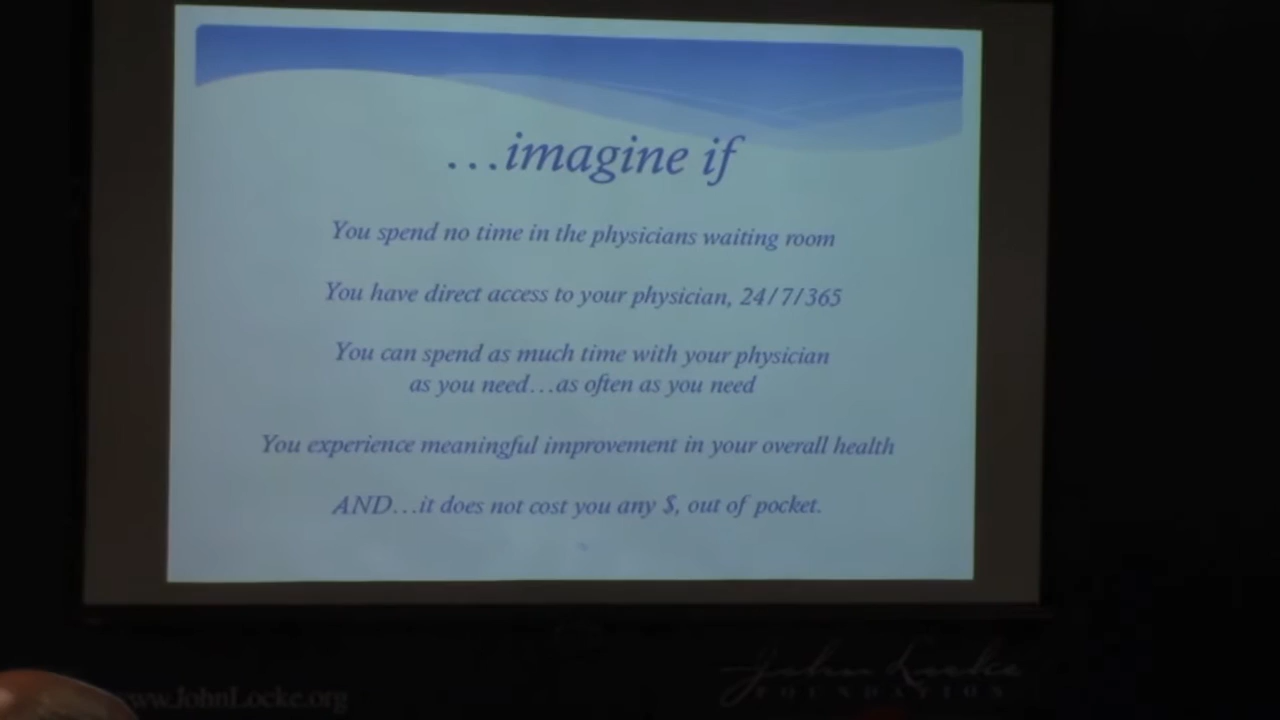 ...imagine if
You spend no time in the physicians waiting room
You have direct access to your physician, 24/7/365
You can spend as much time with your physician
as you need...as often as you need
You experience meaningful improvement in your overall health
AND...it does not cost you any $, out of pocket.
www.JohnLocke.org
John Locke
FOUNDATION